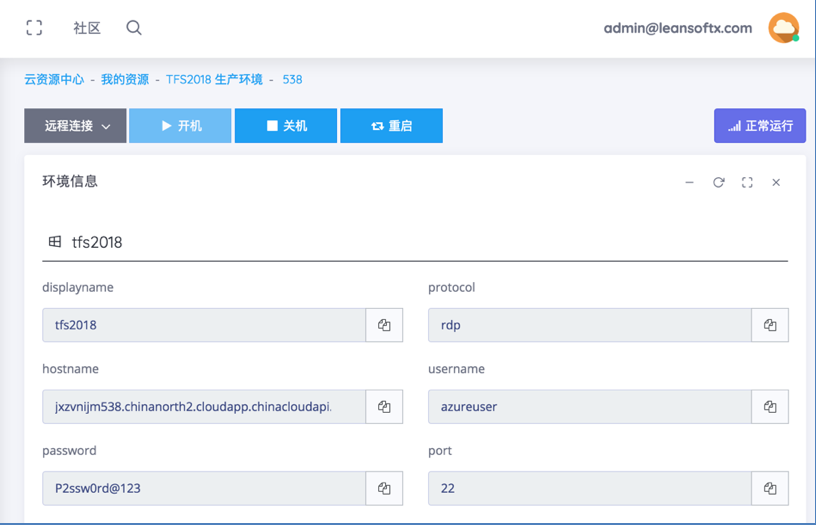 社区
admin@leansoftx.com
云资源中心 - 我的资源 - TFS2018 生产环境 - 538
远程连接 开机 关机 重启 正常运行
环境信息
tfs2018
displayname protocol
tfs2018 rdp
hostname username
jxzvnijm538.chinanorth2.cloudapp.chinacloudapi. azureuser
password port
P2ssw0rd@123 22